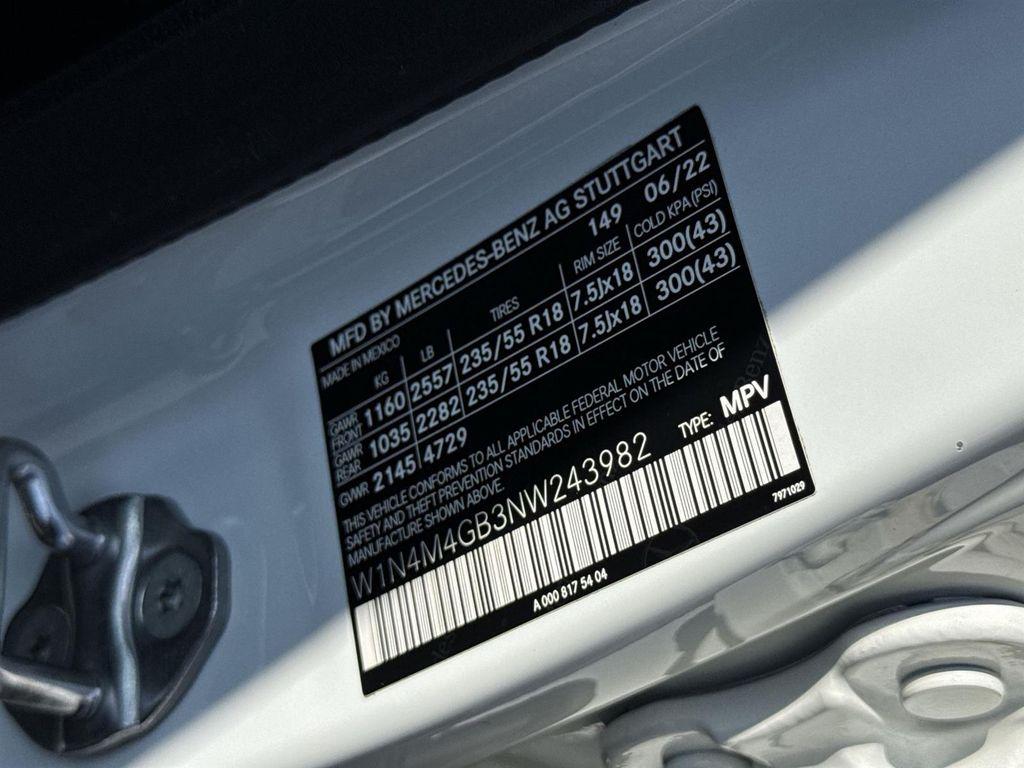 MFD BY MERCEDES-BENZ AG STUTTGART
MADE IN MEXICO 149 06/22
KG LB TIRES RIM SIZE COLD KPA (PSI)
GAWR FRONT 1160 2557 235/55 R18 7.5Jx18 300(43)
GAWR REAR 1035 2282 235/55 R18 7.5Jx18 300(43)
GVWR 2145 4729
THIS VEHICLE CONFORMS TO ALL APPLICABLE FEDERAL MOTOR VEHICLE
SAFETY AND THEFT PREVENTION STANDARDS IN EFFECT ON THE DATE OF
MANUFACTURE SHOWN ABOVE.
W1N4M4GB3NW243982 TYPE: MPV
A 000 817 54 04 7971029